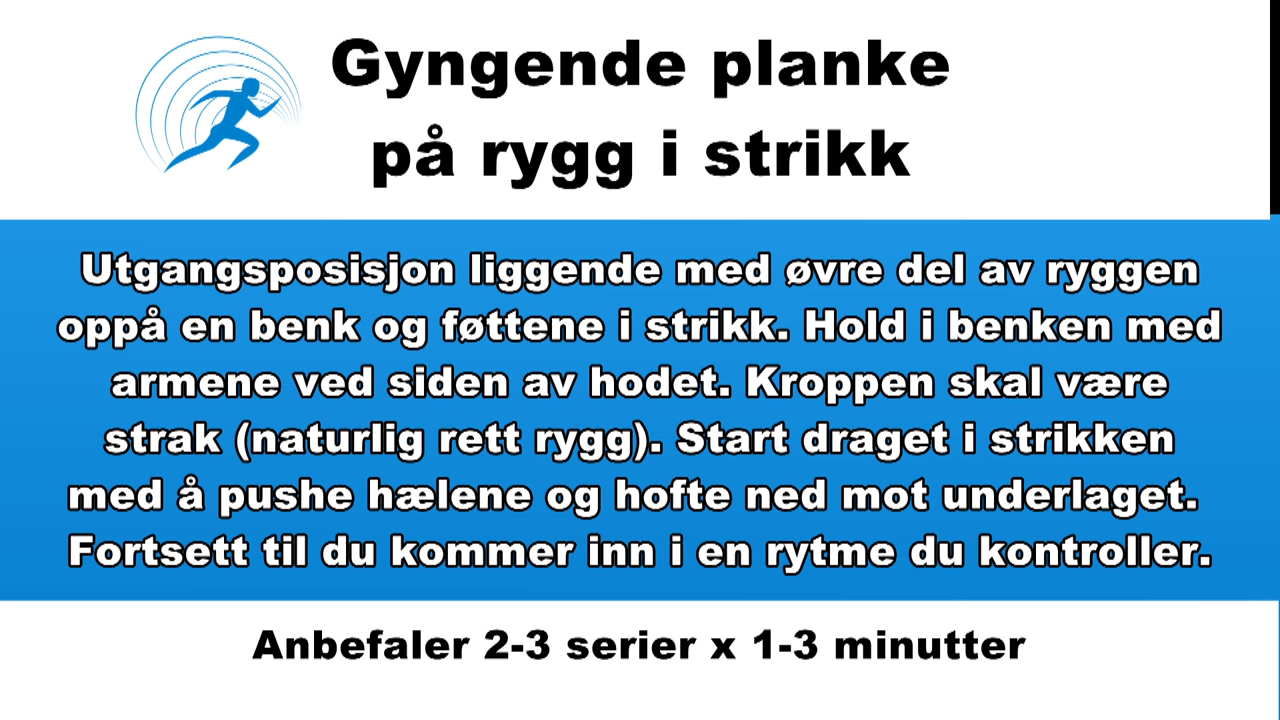 Gyngende planke
på rygg i strikk
Utgangsposisjon liggende med øvre del av ryggen
oppå en benk og føttene i strikk. Hold i benken med
armene ved siden av hodet. Kroppen skal være
strak (naturlig rett rygg). Start draget i strikken
med å pushe hælene og hofte ned mot underlaget.
Fortsett til du kommer inn i en rytme du kontroller.
Anbefaler 2-3 serier x 1-3 minutter